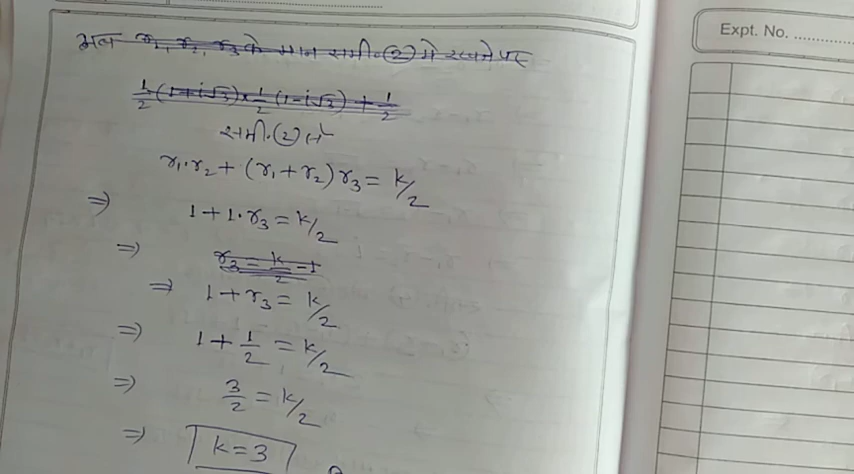 अब r₁, r₂, r₃ के मान समी.② में रखने पर
1/2 (1+i√3) × 1/2 (1-i√3) + 1/2
समी.② से
r₁.r₂ + (r₁+r₂) r₃ = k/2
⇒ 1+1.r₃ = k/2
⇒ r₃ = k/2 - 1
⇒ 1+r₃ = k/2
⇒ 1 + 1/2 = k/2
⇒ 3/2 = k/2
⇒ k=3
Expt. No. ............